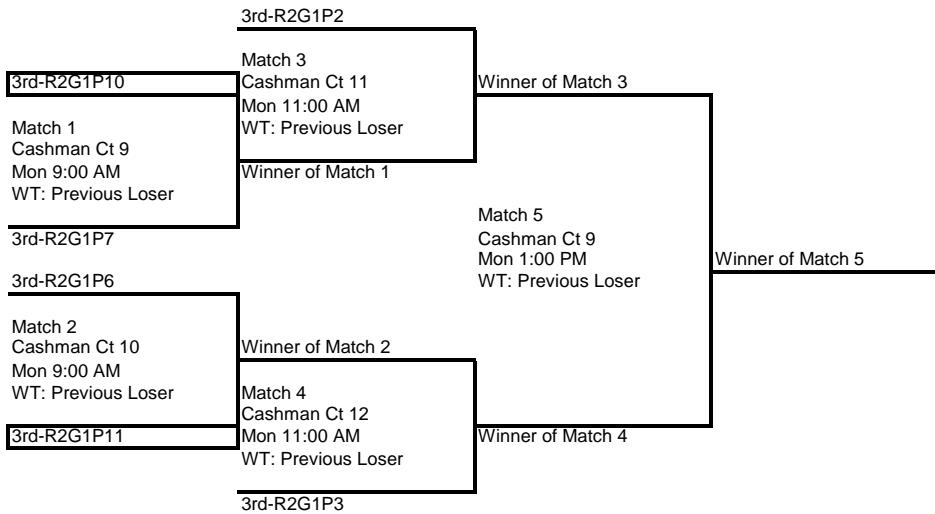 3rd-R2G1P2
Match 3
Cashman Ct 11
Mon 11:00 AM
WT: Previous Loser
3rd-R2G1P10
Winner of Match 3
Match 1
Cashman Ct 9
Mon 9:00 AM
WT: Previous Loser
Winner of Match 1
3rd-R2G1P7
Match 5
Cashman Ct 9
Mon 1:00 PM
WT: Previous Loser
Winner of Match 5
3rd-R2G1P6
Match 2
Cashman Ct 10
Mon 9:00 AM
WT: Previous Loser
Winner of Match 2
Match 4
Cashman Ct 12
Mon 11:00 AM
WT: Previous Loser
3rd-R2G1P11
Winner of Match 4
3rd-R2G1P3